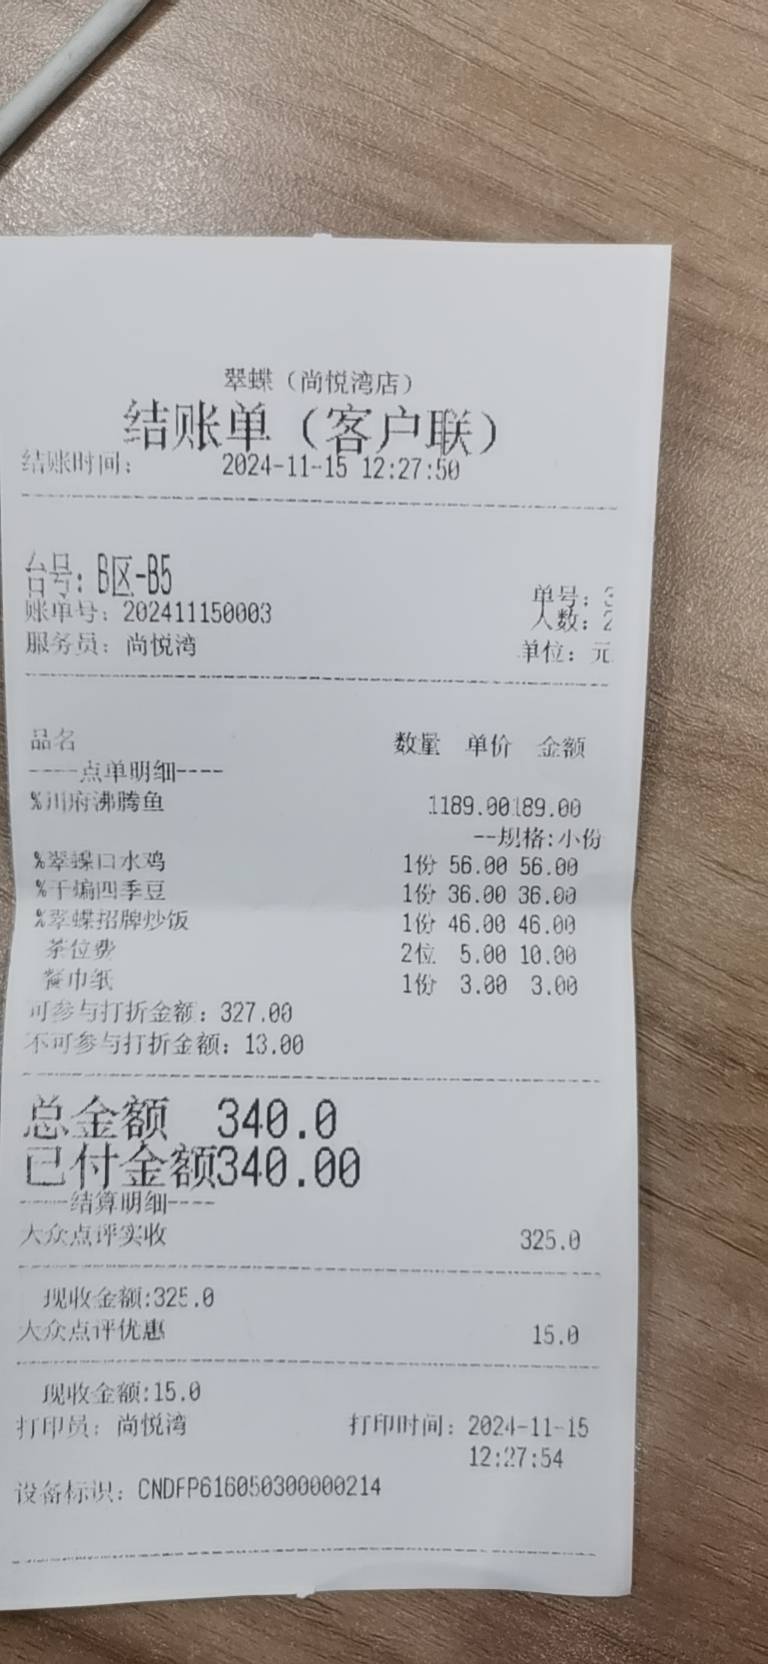 翠蝶（尚悦湾店）
结账单（客户联）
结账时间： 2024-11-15 12:27:50
台号：B区-B5
单号：3
账单号：202411150003
人数：2
服务员：尚悦湾
单位：元
品名 数量 单价 金额
----点单明细----
%川府沸腾鱼 1189.00189.00
--规格:小份
%翠蝶口水鸡 1份 56.00 56.00
%干煸四季豆 1份 36.00 36.00
%翠蝶招牌炒饭 1份 46.00 46.00
茶位费 2位 5.00 10.00
餐巾纸 1份 3.00 3.00
可参与打折金额：327.00
不可参与打折金额：13.00
总金额 340.0
已付金额340.00
----结算明细----
大众点评实收 325.0
现收金额:325.0
大众点评优惠 15.0
现收金额:15.0
打印员：尚悦湾 打印时间：2024-11-15
12:27:54
设备标识：CNDFP616050300000214